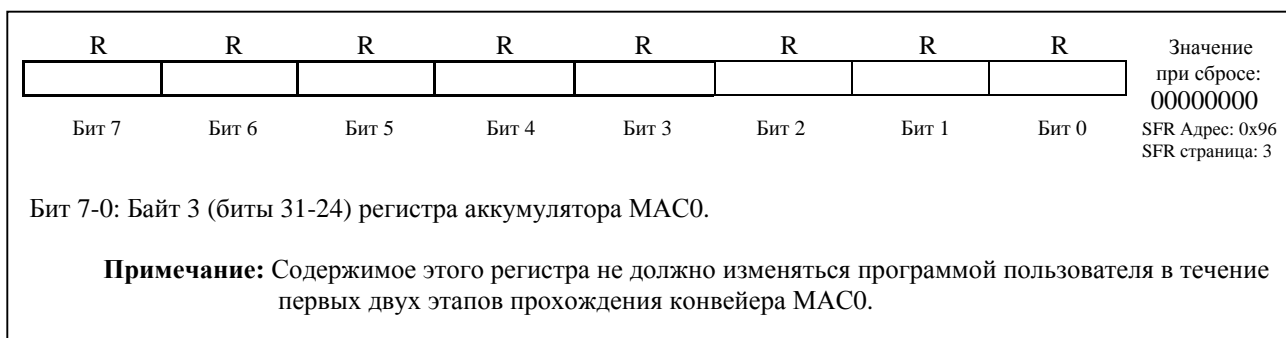 R R R R R R R R Значение
при сбросе:
00000000
Бит 7 Бит 6 Бит 5 Бит 4 Бит 3 Бит 2 Бит 1 Бит 0 SFR Адрес: 0x96
SFR страница: 3
Бит 7-0: Байт 3 (биты 31-24) регистра аккумулятора MAC0.
Примечание: Содержимое этого регистра не должно изменяться программой пользователя в течение
первых двух этапов прохождения конвейера MAC0.